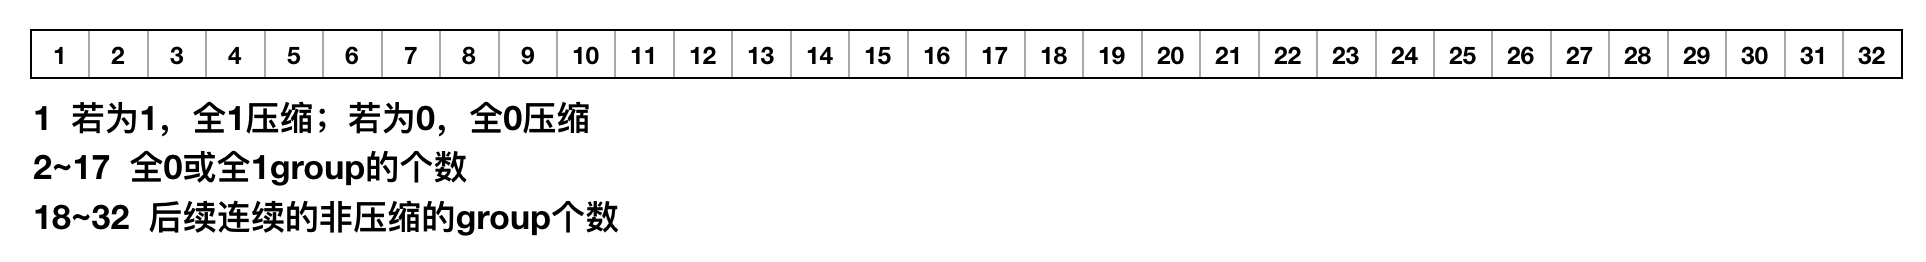 1 2 3 4 5 6 7 8 9 10 11 12 13 14 15 16 17 18 19 20 21 22 23 24 25 26 27 28 29 30 31 32
1 若为1，全1压缩；若为0，全0压缩
2~17 全0或全1group的个数
18~32 后续连续的非压缩的group个数